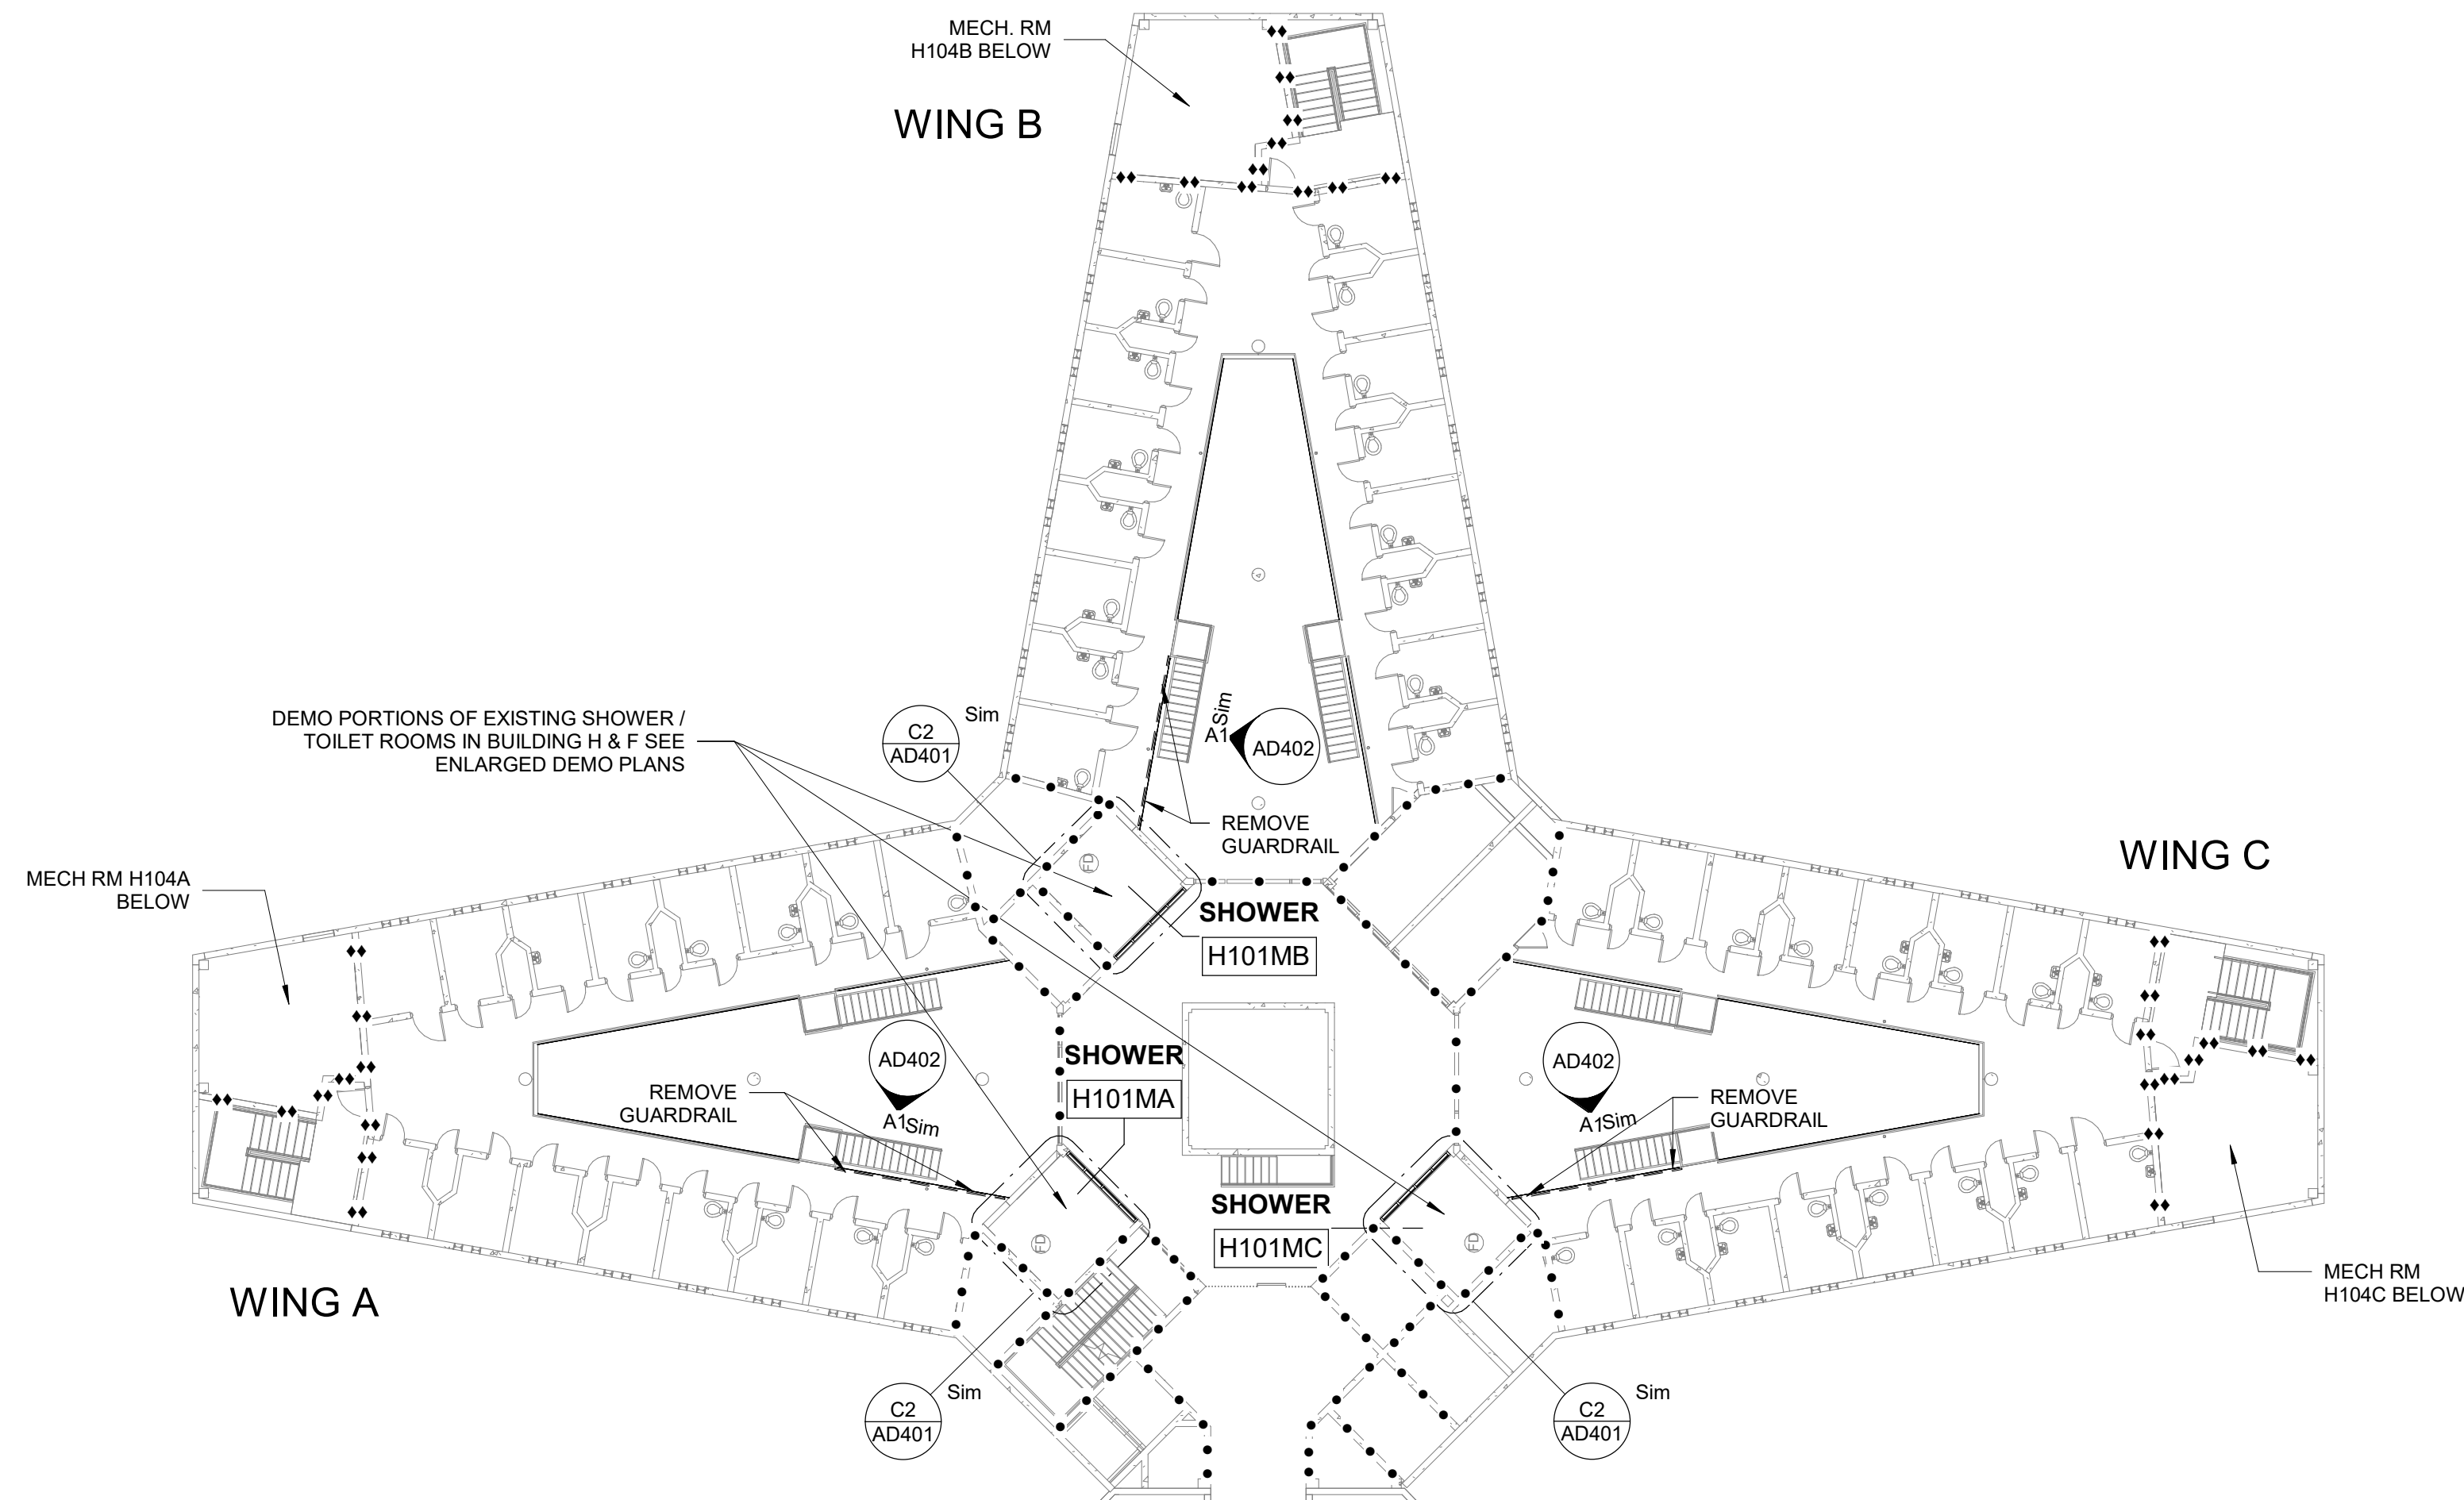 MECH. RM
H104B BELOW
WING B
DEMO PORTIONS OF EXISTING SHOWER /
TOILET ROOMS IN BUILDING H & F SEE
ENLARGED DEMO PLANS
C2
AD401
Sim
A1
Sim
AD402
REMOVE
GUARDRAIL
WING C
MECH RM H104A
BELOW
FD
SHOWER
H101MB
AD402
A1
Sim
REMOVE
GUARDRAIL
SHOWER
H101MA
AD402
A1
Sim
REMOVE
GUARDRAIL
SHOWER
H101MC
FD
FD
WING A
MECH RM
H104C BELOW
C2
AD401
Sim
C2
AD401
Sim